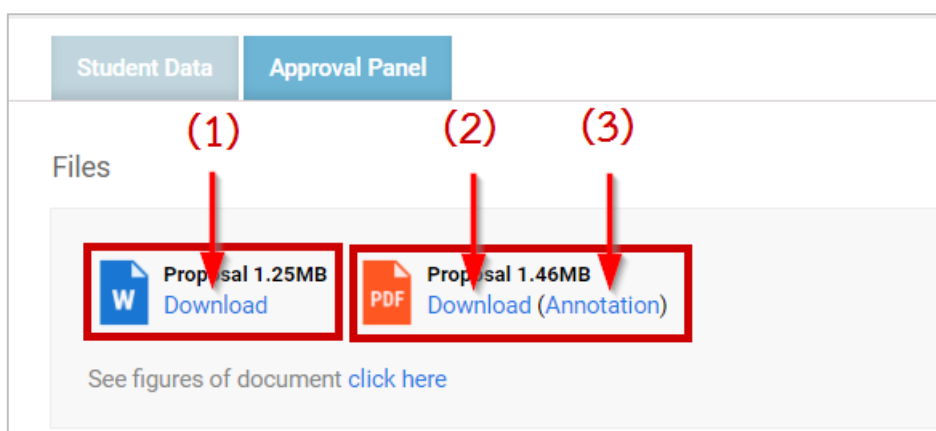 Student Data Approval Panel
(1) (2) (3)
Files
W Proposal 1.25MB
Download
PDF Proposal 1.46MB
Download (Annotation)
See figures of document click here